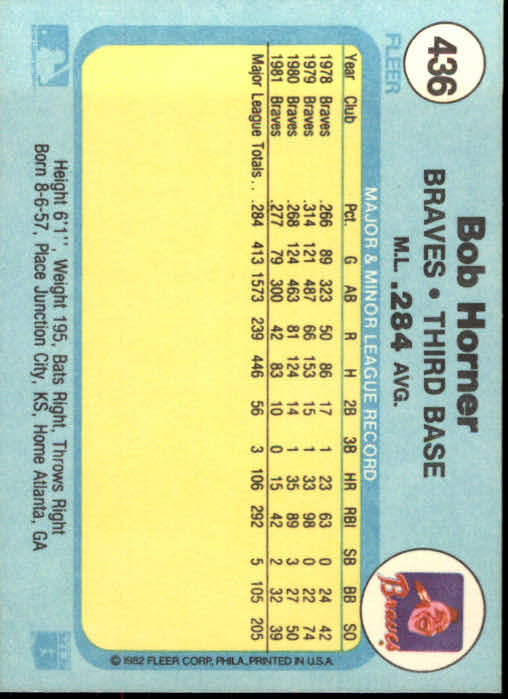 436
FLEER
Bob Horner
BRAVES • THIRD BASE
M.L. .284 AVG.
Braves
MAJOR & MINOR LEAGUE RECORD
Year Club Pct. G AB R H 2B 3B HR RBI SB BB SO
1978 Braves .266 89 323 50 86 17 1 23 63 0 24 42
1979 Braves .314 121 487 66 153 15 1 33 98 0 22 74
1980 Braves .268 124 463 81 124 14 1 35 89 3 27 50
1981 Braves .277 79 300 42 83 10 0 15 42 2 32 39
Major League Totals . . .284 413 1573 239 446 56 3 106 292 5 105 205
Height 6'1", Weight 195, Bats Right, Throws Right
Born 8-6-57, Place Junction City, KS, Home Atlanta, GA
© 1982 FLEER CORP., PHILA., PRINTED IN U.S.A.